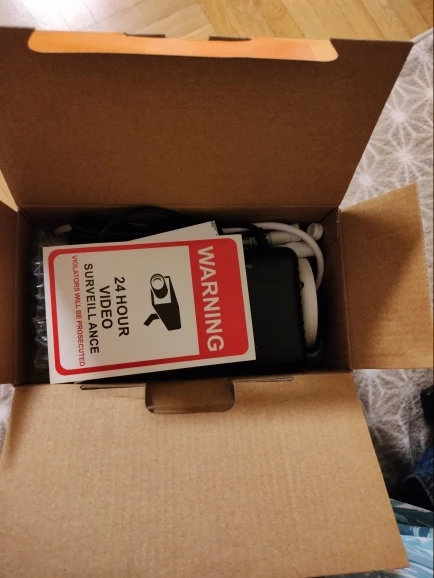 WARNING
24 HOUR
VIDEO
SURVEILLANCE
VIOLATORS WILL BE PROSECUTED